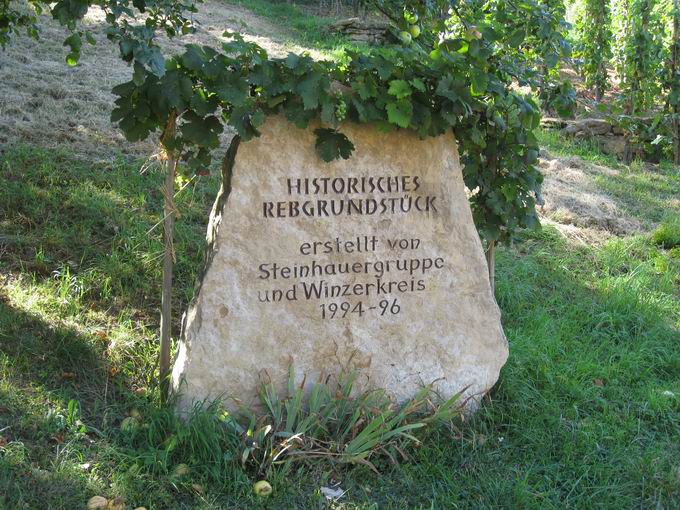 HISTORISCHES
REBGRUNDSTÜCK
erstellt von
Steinhauergruppe
und Winzerkreis
1994-96